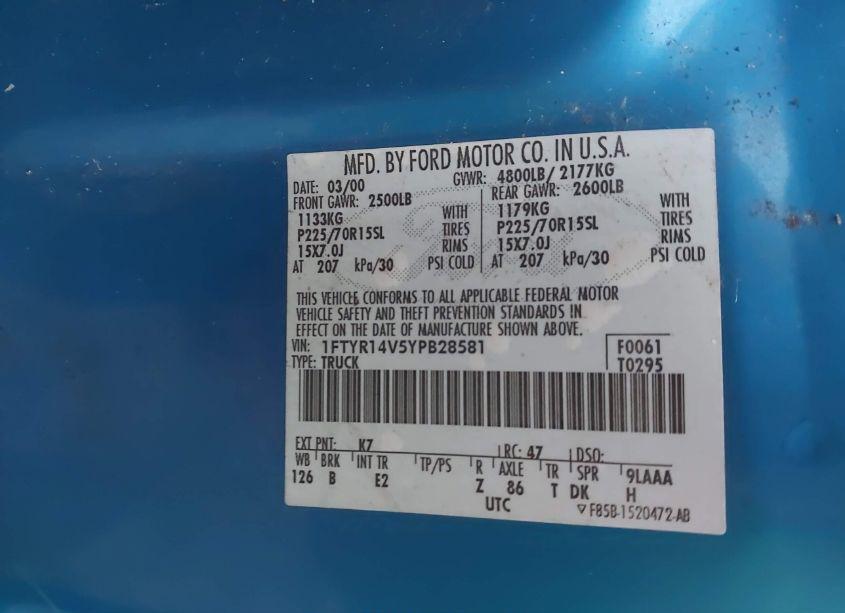 MFD. BY FORD MOTOR CO. IN U.S.A.
DATE: 03/00 GVWR: 4800LB/ 2177KG
FRONT GAWR: 2500LB REAR GAWR: 2600LB
1133KG WITH 1179KG WITH
P225/70R15SL TIRES P225/70R15SL TIRES
15X7.0J RIMS 15X7.0J RIMS
AT 207 kPa/30 PSI COLD AT 207 kPa/30 PSI COLD
THIS VEHICLE CONFORMS TO ALL APPLICABLE FEDERAL MOTOR
VEHICLE SAFETY AND THEFT PREVENTION STANDARDS IN
EFFECT ON THE DATE OF MANUFACTURE SHOWN ABOVE.
VIN: 1FTYR14V5YPB28581 F0061
TYPE: TRUCK T0295
EXT PNT: K7 RC: 47 DSO:
WB BRK INT TR TP/PS R AXLE TR SPR 9LAAA
126 B E2 Z 86 T DK H
UTC ▽ F85B-1520472-AB